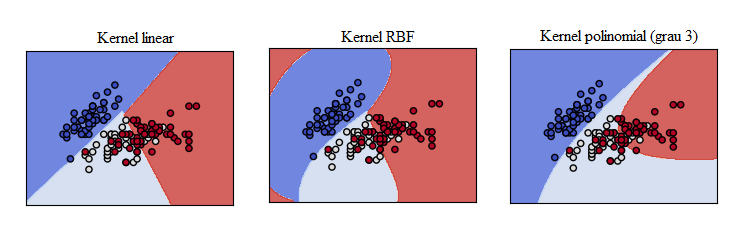 Kernel linear
Kernel RBF
Kernel polinomial (grau 3)